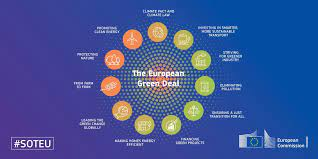 CLIMATE PACT AND
CLIMATE LAW
INVESTING IN SMARTER,
MORE SUSTAINABLE
TRANSPORT
STRIVING FOR
GREENER
INDUSTRY
ELIMINATING
POLLUTION
ENSURING A JUST
TRANSITION FOR ALL
FINANCING
GREEN PROJECTS
MAKING HOMES ENERGY
EFFICIENT
LEADING THE
GREEN CHANGE
GLOBALLY
FROM FARM
TO FORK
PROTECTING
NATURE
PROMOTING
CLEAN ENERGY
The European
Green Deal
#SOTEU
European
Commission